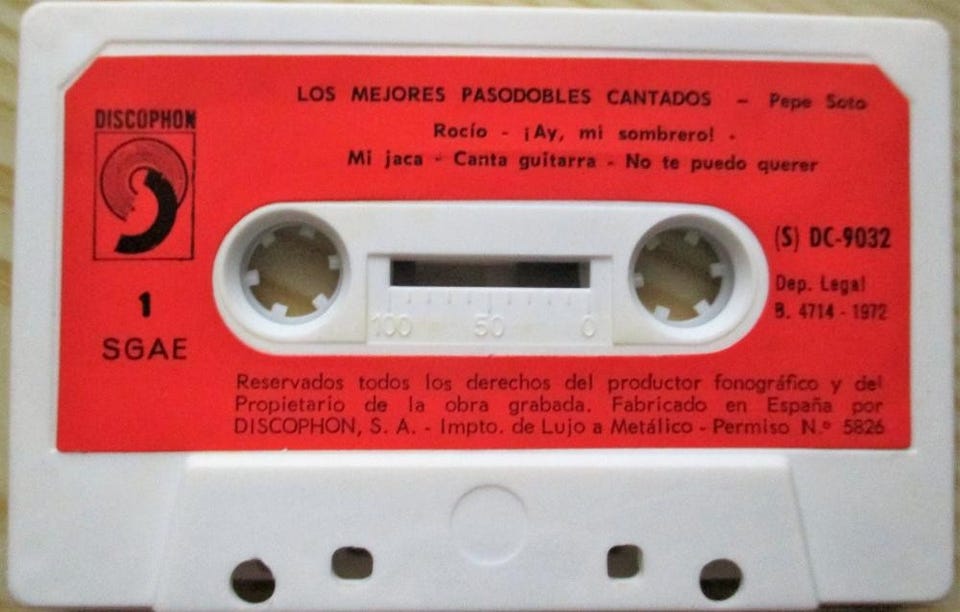 LOS MEJORES PASODOBLES CANTADOS – Pepe Soto
Rocío - ¡Ay, mi sombrero! -
Mi jaca - Canta guitarra - No te puedo querer
DISCOPHON
(S) DC-9032
Dep. Legal
B. 4714 - 1972
1
SGAE
100 50 0
Reservados todos los derechos del productor fonográfico y del
Propietario de la obra grabada. Fabricado en España por
DISCOPHON, S. A. - Impto. de Lujo a Metálico - Permiso N.º 5826